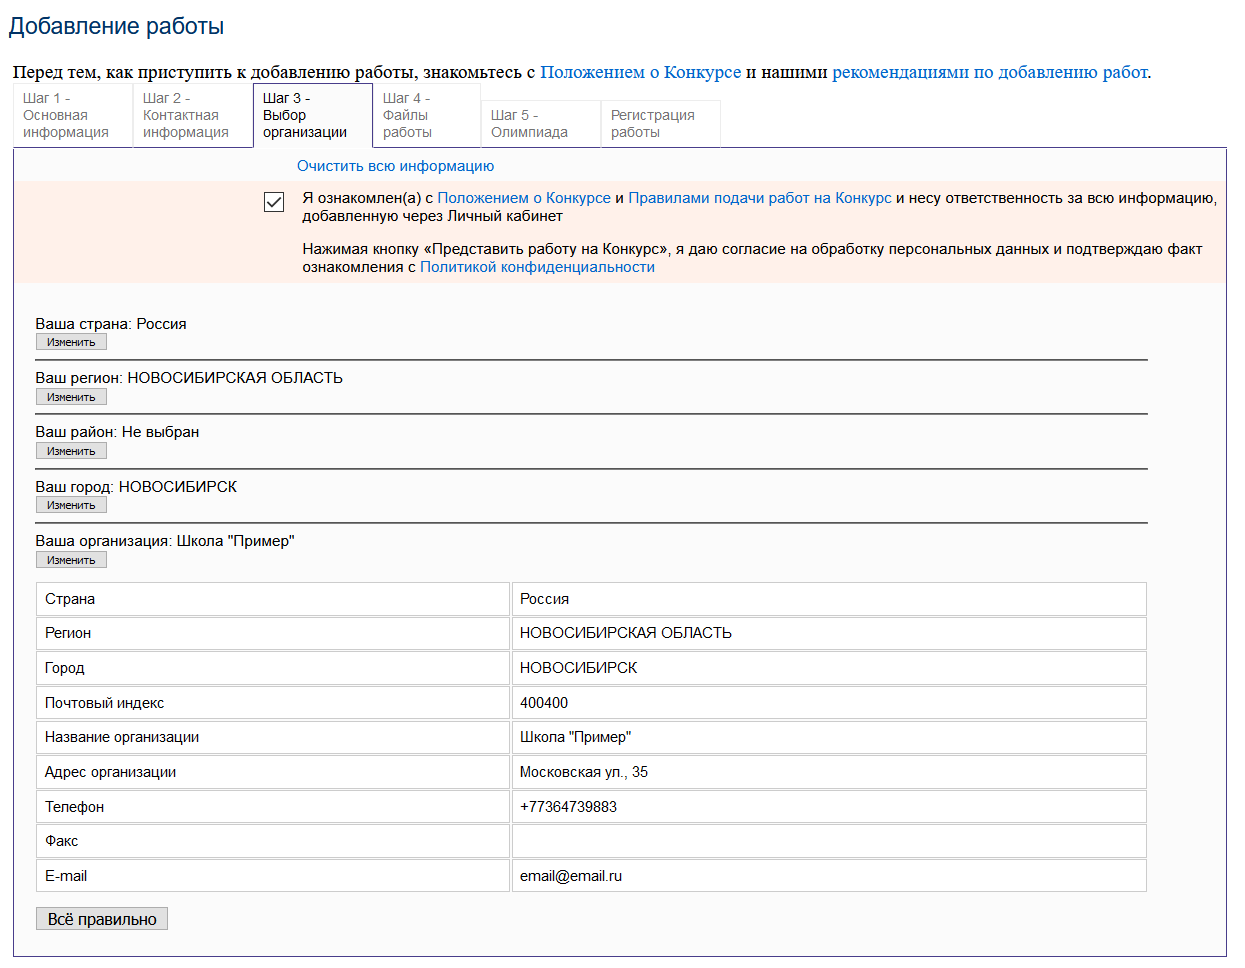 Добавление работы
Перед тем, как приступить к добавлению работы, знакомьтесь с Положением о Конкурсе и нашими рекомендациями по добавлению работ.
Шаг 1 -
Основная
информация
Шаг 2 -
Контактная
информация
Шаг 3 -
Выбор
организации
Шаг 4 -
Файлы
работы
Шаг 5 -
Олимпиада
Регистрация
работы
Очистить всю информацию
Я ознакомлен(а) с Положением о Конкурсе и Правилами подачи работ на Конкурс и несу ответственность за всю информацию,
добавленную через Личный кабинет
Нажимая кнопку «Представить работу на Конкурс», я даю согласие на обработку персональных данных и подтверждаю факт
ознакомления с Политикой конфиденциальности
Ваша страна: Россия
Изменить
Ваш регион: НОВОСИБИРСКАЯ ОБЛАСТЬ
Изменить
Ваш район: Не выбран
Изменить
Ваш город: НОВОСИБИРСК
Изменить
Ваша организация: Школа "Пример"
Изменить
Страна Россия
Регион НОВОСИБИРСКАЯ ОБЛАСТЬ
Город НОВОСИБИРСК
Почтовый индекс 400400
Название организации Школа "Пример"
Адрес организации Московская ул., 35
Телефон +77364739883
Факс
E-mail email@email.ru
Всё правильно